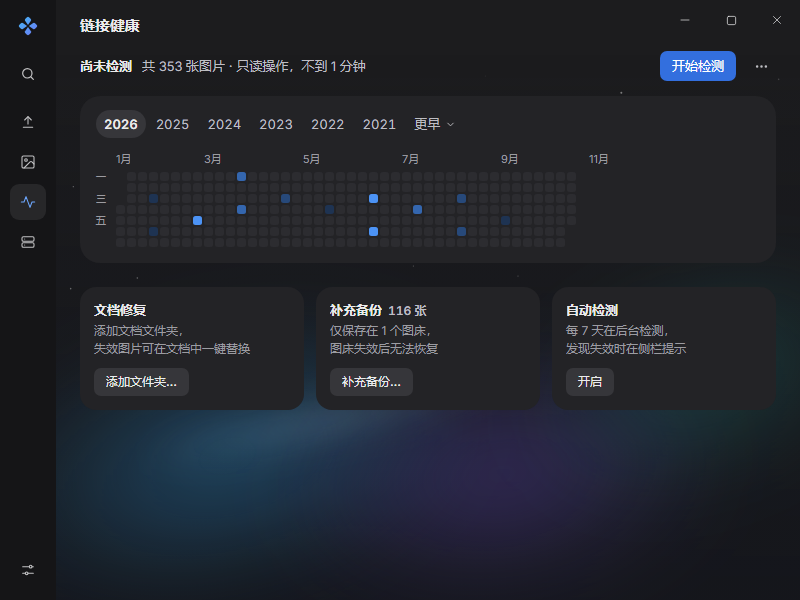 链接健康
尚未检测 共 353 张图片 · 只读操作，不到 1 分钟
开始检测
2026 2025 2024 2023 2022 2021 更早
1月 3月 5月 7月 9月 11月
一
三
五
文档修复
添加文档文件夹，
失效图片可在文档中一键替换
添加文件夹...
补充备份 116 张
仅保存在 1 个图床，
图床失效后无法恢复
补充备份...
自动检测
每 7 天在后台检测，
发现失效时在侧栏提示
开启